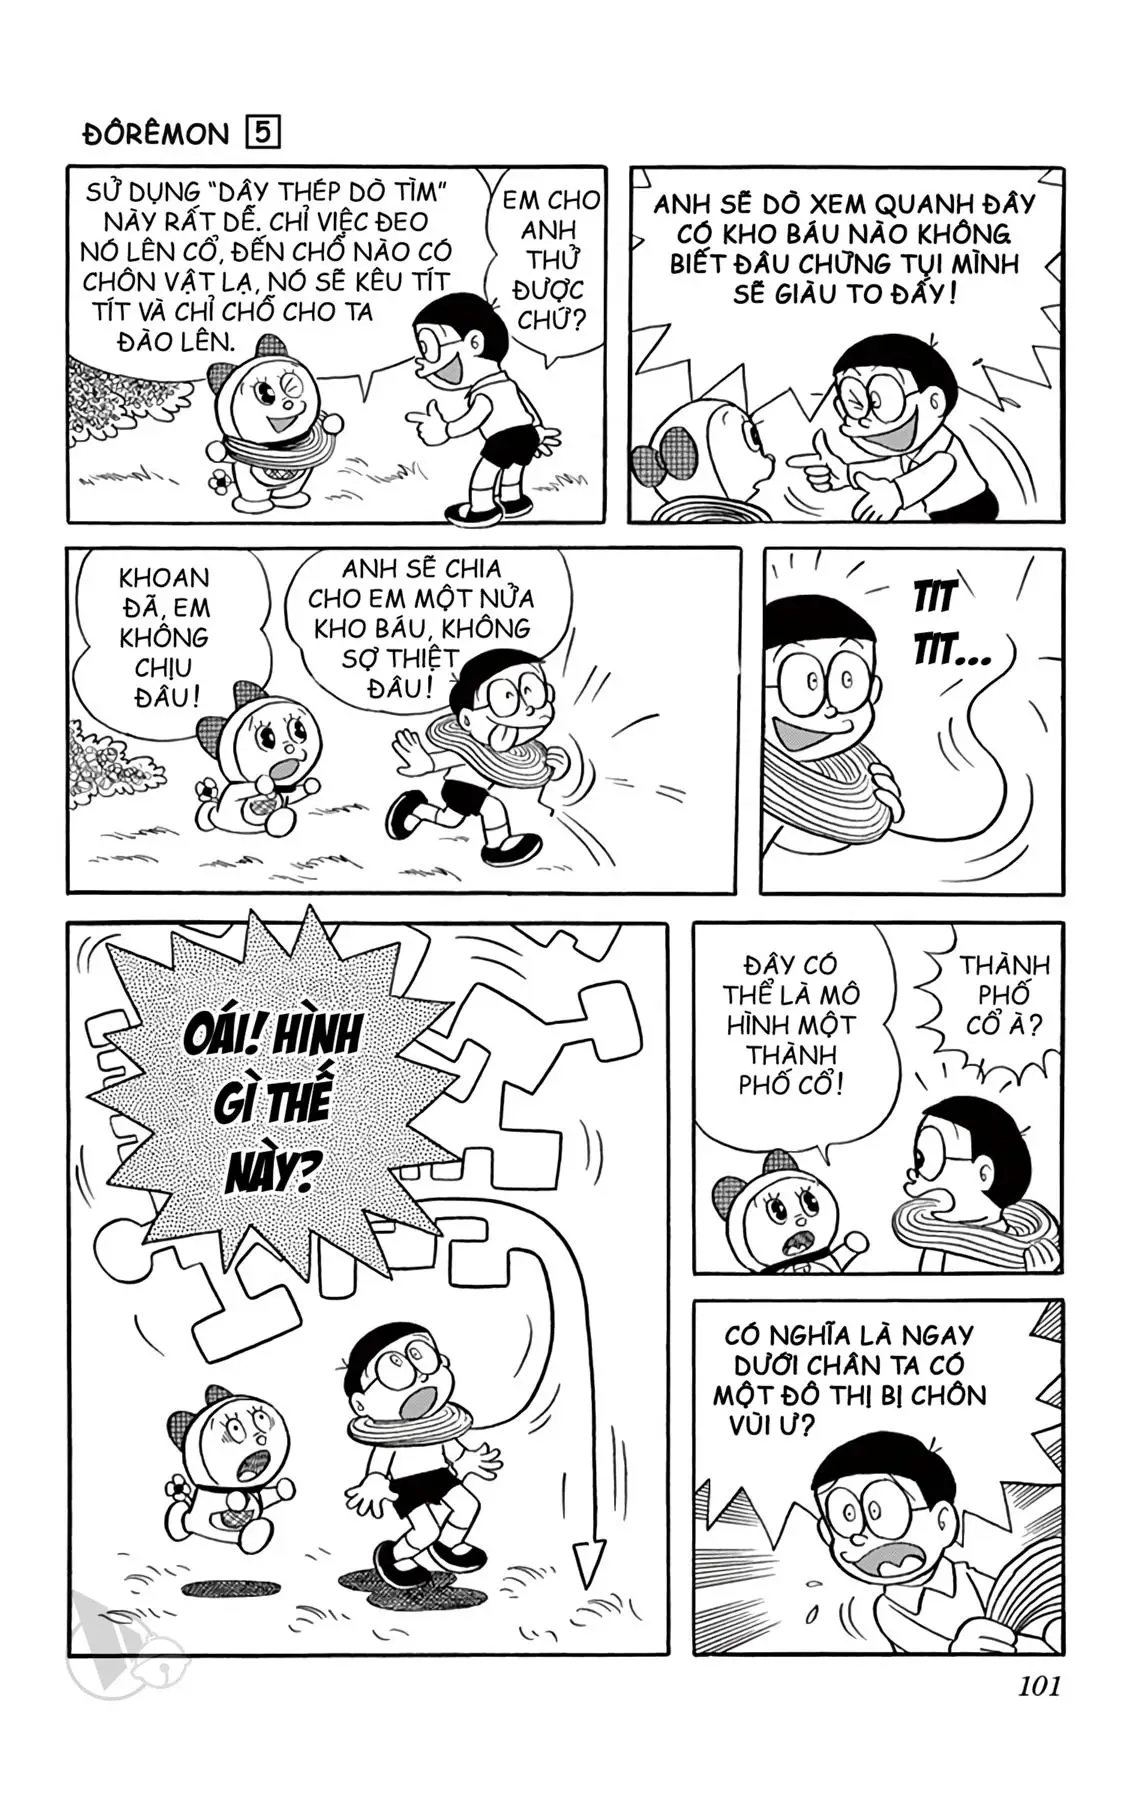 ĐÔRÊMON 5
SỬ DỤNG "DÂY THÉP DÒ TÌM"
NÀY RẤT DỄ. CHỈ VIỆC ĐEO
NÓ LÊN CỔ, ĐẾN CHỖ NÀO CÓ
CHÔN VẬT LẠ, NÓ SẼ KÊU TÍT
TÍT VÀ CHỈ CHỖ CHO TA
ĐÀO LÊN.
EM CHO
ANH
THỬ
ĐƯỢC
CHỨ?
ANH SẼ DÒ XEM QUANH ĐÂY
CÓ KHO BÁU NÀO KHÔNG.
BIẾT ĐÂU CHỪNG TỤI MÌNH
SẼ GIÀU TO ĐẤY!
KHOAN
ĐÃ, EM
KHÔNG
CHỊU
ĐÂU!
ANH SẼ CHIA
CHO EM MỘT NỬA
KHO BÁU, KHÔNG
SỢ THIỆT
ĐÂU!
TIT
TIT...
OÁI! HÌNH
GÌ THẾ
NÀY?
ĐÂY CÓ
THỂ LÀ MÔ
HÌNH MỘT
THÀNH
PHỐ CỔ!
THÀNH
PHỐ
CỔ À?
CÓ NGHĨA LÀ NGAY
DƯỚI CHÂN TA CÓ
MỘT ĐÔ THỊ BỊ CHÔN
VÙI Ư?
101